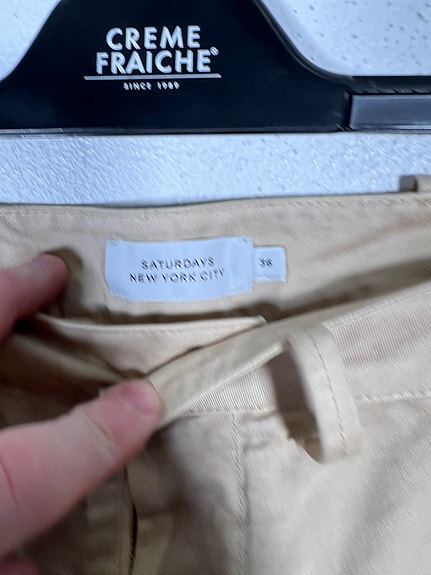 CREME
FRAICHE®
SINCE 1989
SATURDAYS
NEW YORK CITY
36